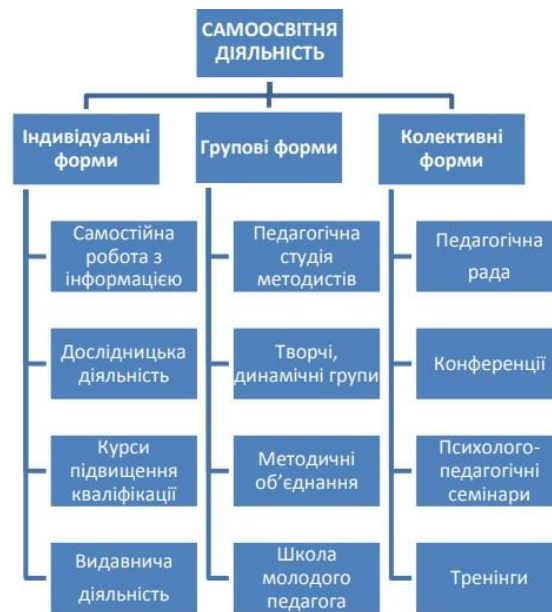 САМООСВІТНЯ
ДІЯЛЬНІСТЬ
Індивідуальні
форми
Групові форми
Колективні
форми
Самостійна
робота з
інформацією
Дослідницька
діяльність
Курси
підвищення
кваліфікації
Видавнича
діяльність
Педагогічна
студія
методистів
Творчі,
динамічні групи
Методичні
об’єднання
Школа
молодого
педагога
Педагогічна
рада
Конференції
Психолого-
педагогічні
семінари
Тренінги